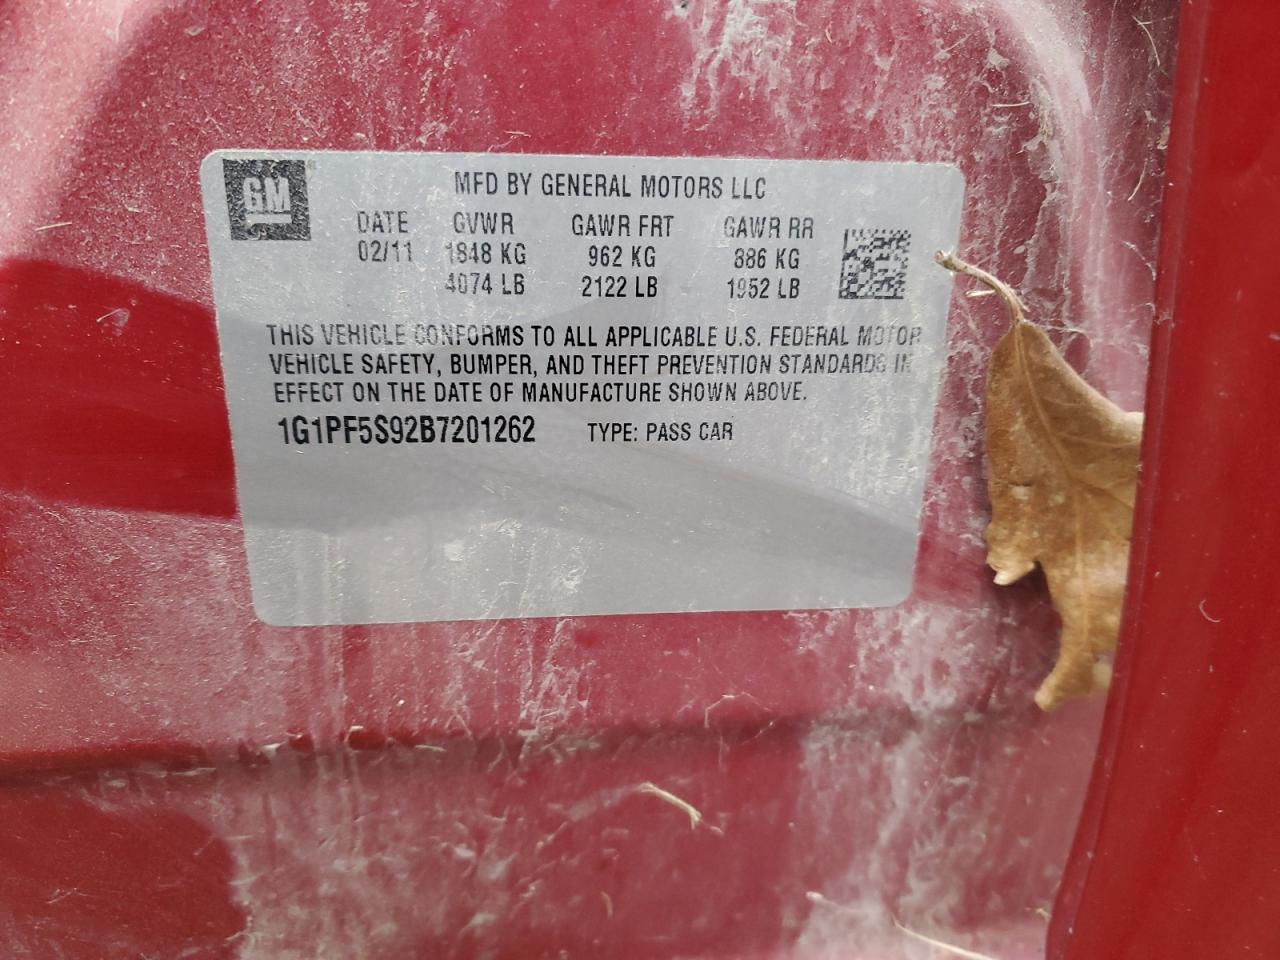 GM
MFD BY GENERAL MOTORS LLC
DATE GVWR GAWR FRT GAWR RR
02/11 1848 KG 962 KG 886 KG
4074 LB 2122 LB 1952 LB
THIS VEHICLE CONFORMS TO ALL APPLICABLE U.S. FEDERAL MOTOR
VEHICLE SAFETY, BUMPER, AND THEFT PREVENTION STANDARDS IN
EFFECT ON THE DATE OF MANUFACTURE SHOWN ABOVE.
1G1PF5S92B7201262 TYPE: PASS CAR